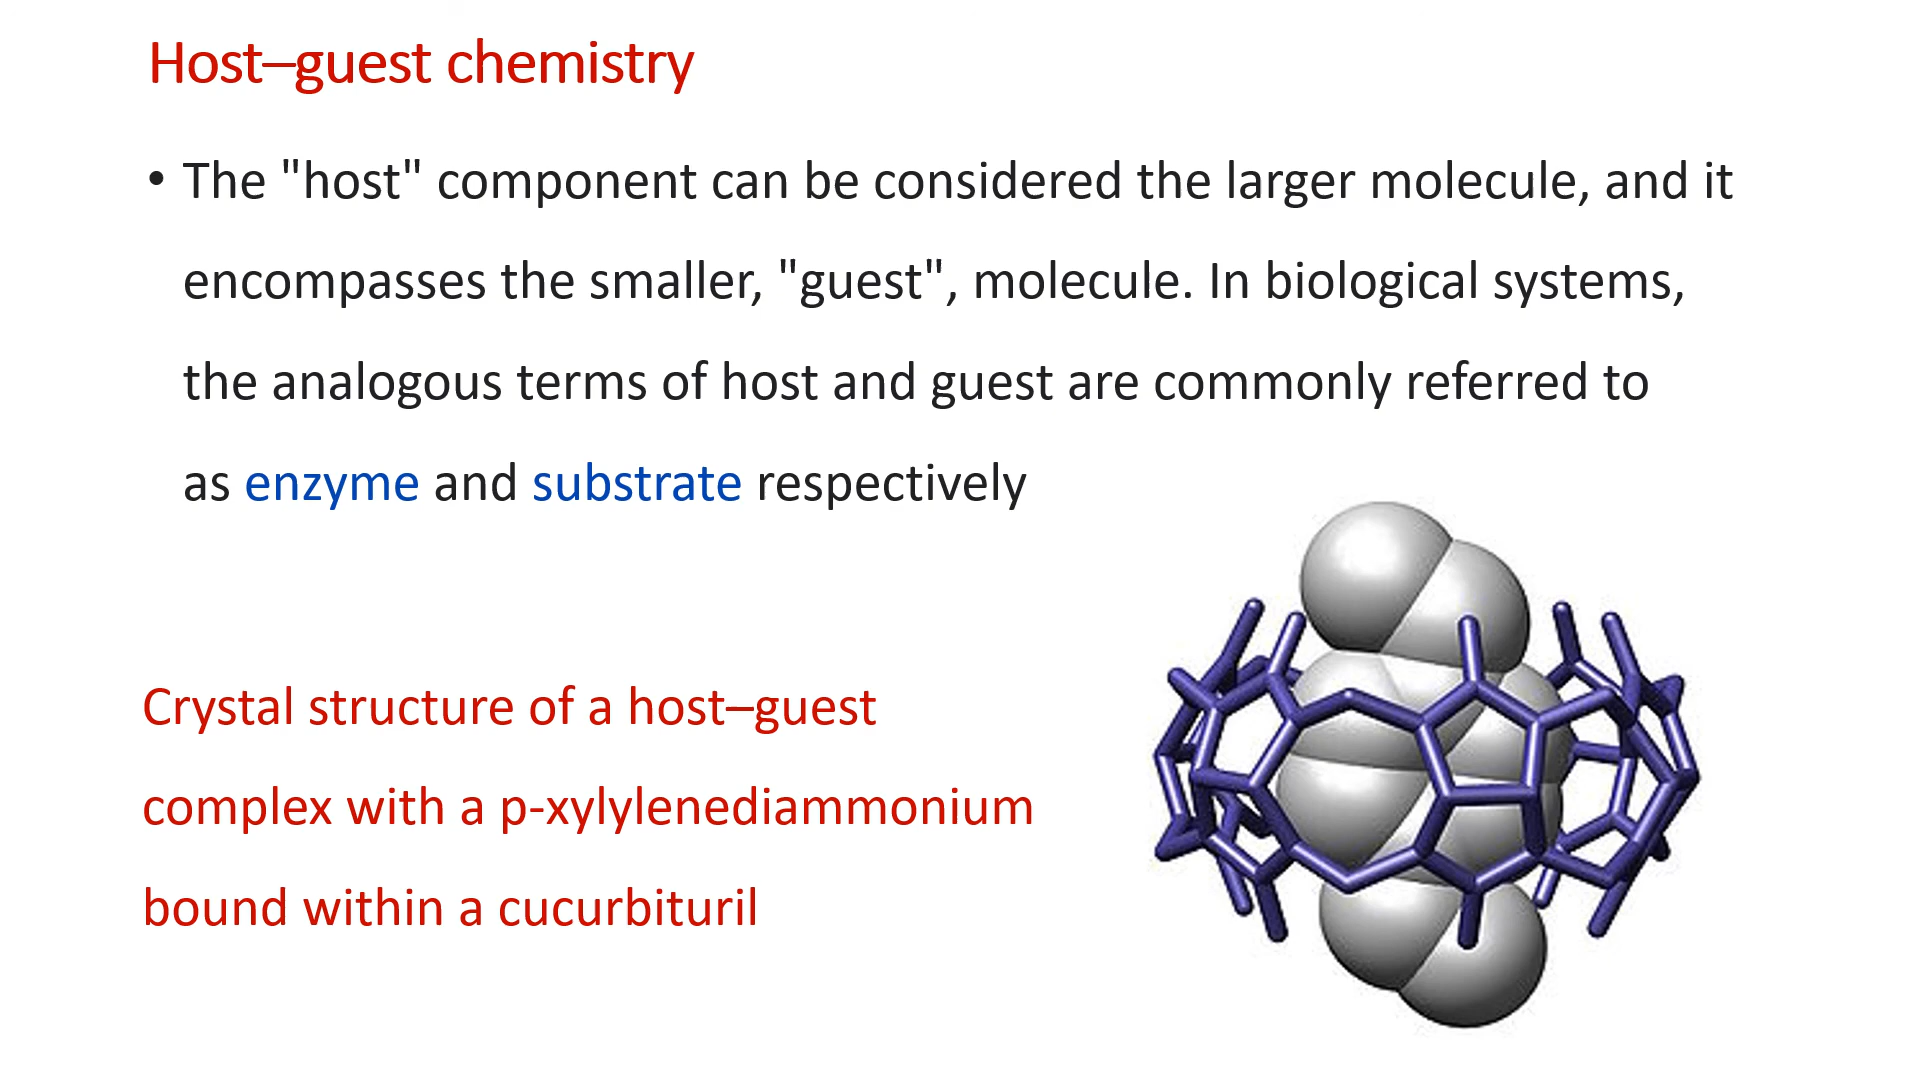 Host–guest chemistry
• The "host" component can be considered the larger molecule, and it
encompasses the smaller, "guest", molecule. In biological systems,
the analogous terms of host and guest are commonly referred to
as enzyme and substrate respectively
Crystal structure of a host–guest
complex with a p-xylylenediammonium
bound within a cucurbituril